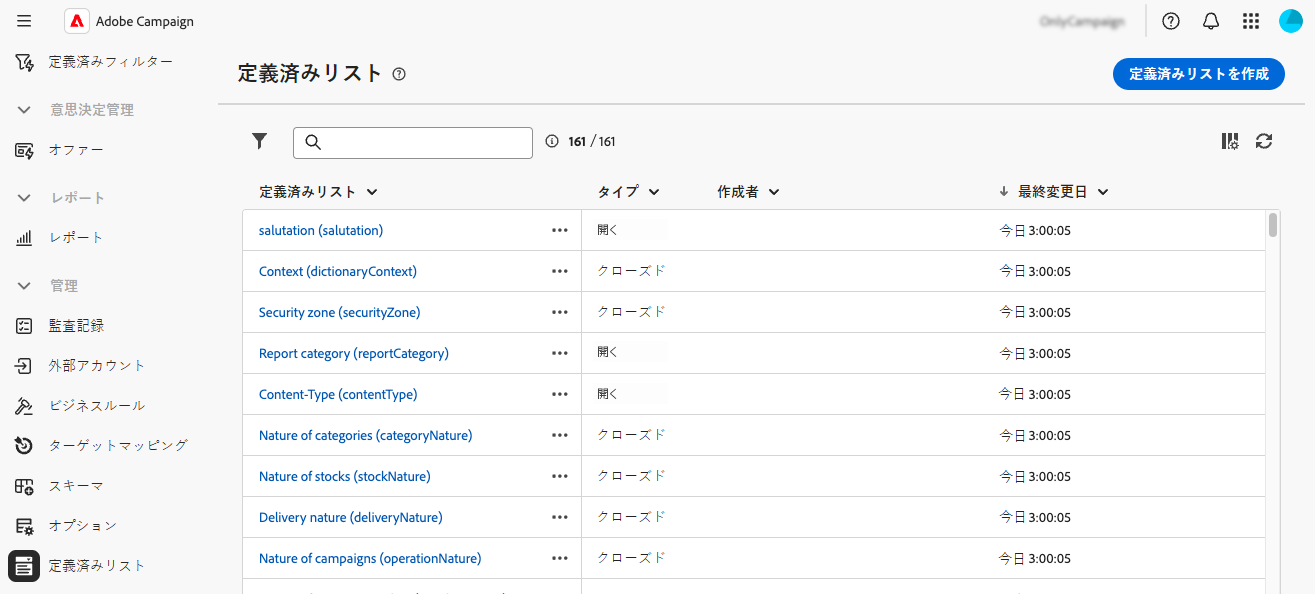 Adobe Campaign
OnlyCampaign
定義済みフィルター
意思決定管理
オファー
レポート
レポート
管理
監査記録
外部アカウント
ビジネスルール
ターゲットマッピング
スキーマ
オプション
定義済みリスト
定義済みリスト
定義済みリストを作成
161 / 161
定義済みリスト タイプ 作成者 最終変更日
salutation (salutation) 開く 今日 3:00:05
Context (dictionaryContext) クローズド 今日 3:00:05
Security zone (securityZone) クローズド 今日 3:00:05
Report category (reportCategory) 開く 今日 3:00:05
Content-Type (contentType) 開く 今日 3:00:05
Nature of categories (categoryNature) クローズド 今日 3:00:05
Nature of stocks (stockNature) クローズド 今日 3:00:05
Delivery nature (deliveryNature) クローズド 今日 3:00:05
Nature of campaigns (operationNature) クローズド 今日 3:00:05